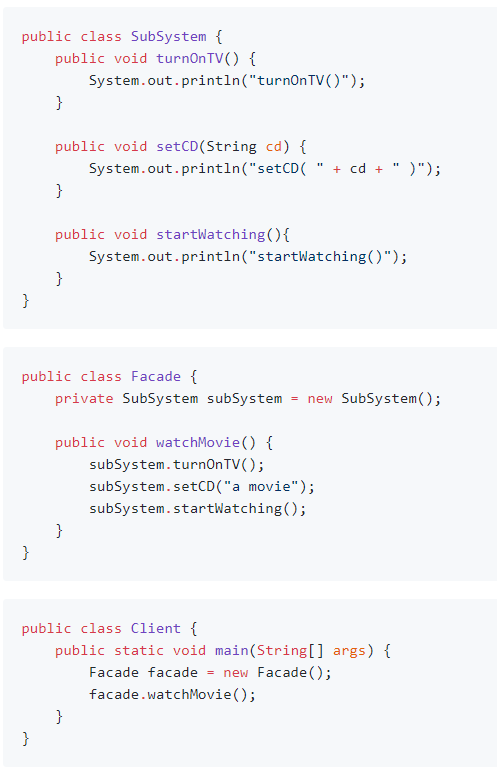 public class SubSystem {
    public void turnOnTV() {
        System.out.println("turnOnTV()");
    }

    public void setCD(String cd) {
        System.out.println("setCD( " + cd + " )");
    }

    public void startWatching(){
        System.out.println("startWatching()");
    }
}

public class Facade {
    private SubSystem subSystem = new SubSystem();

    public void watchMovie() {
        subSystem.turnOnTV();
        subSystem.setCD("a movie");
        subSystem.startWatching();
    }
}

public class Client {
    public static void main(String[] args) {
        Facade facade = new Facade();
        facade.watchMovie();
    }
}